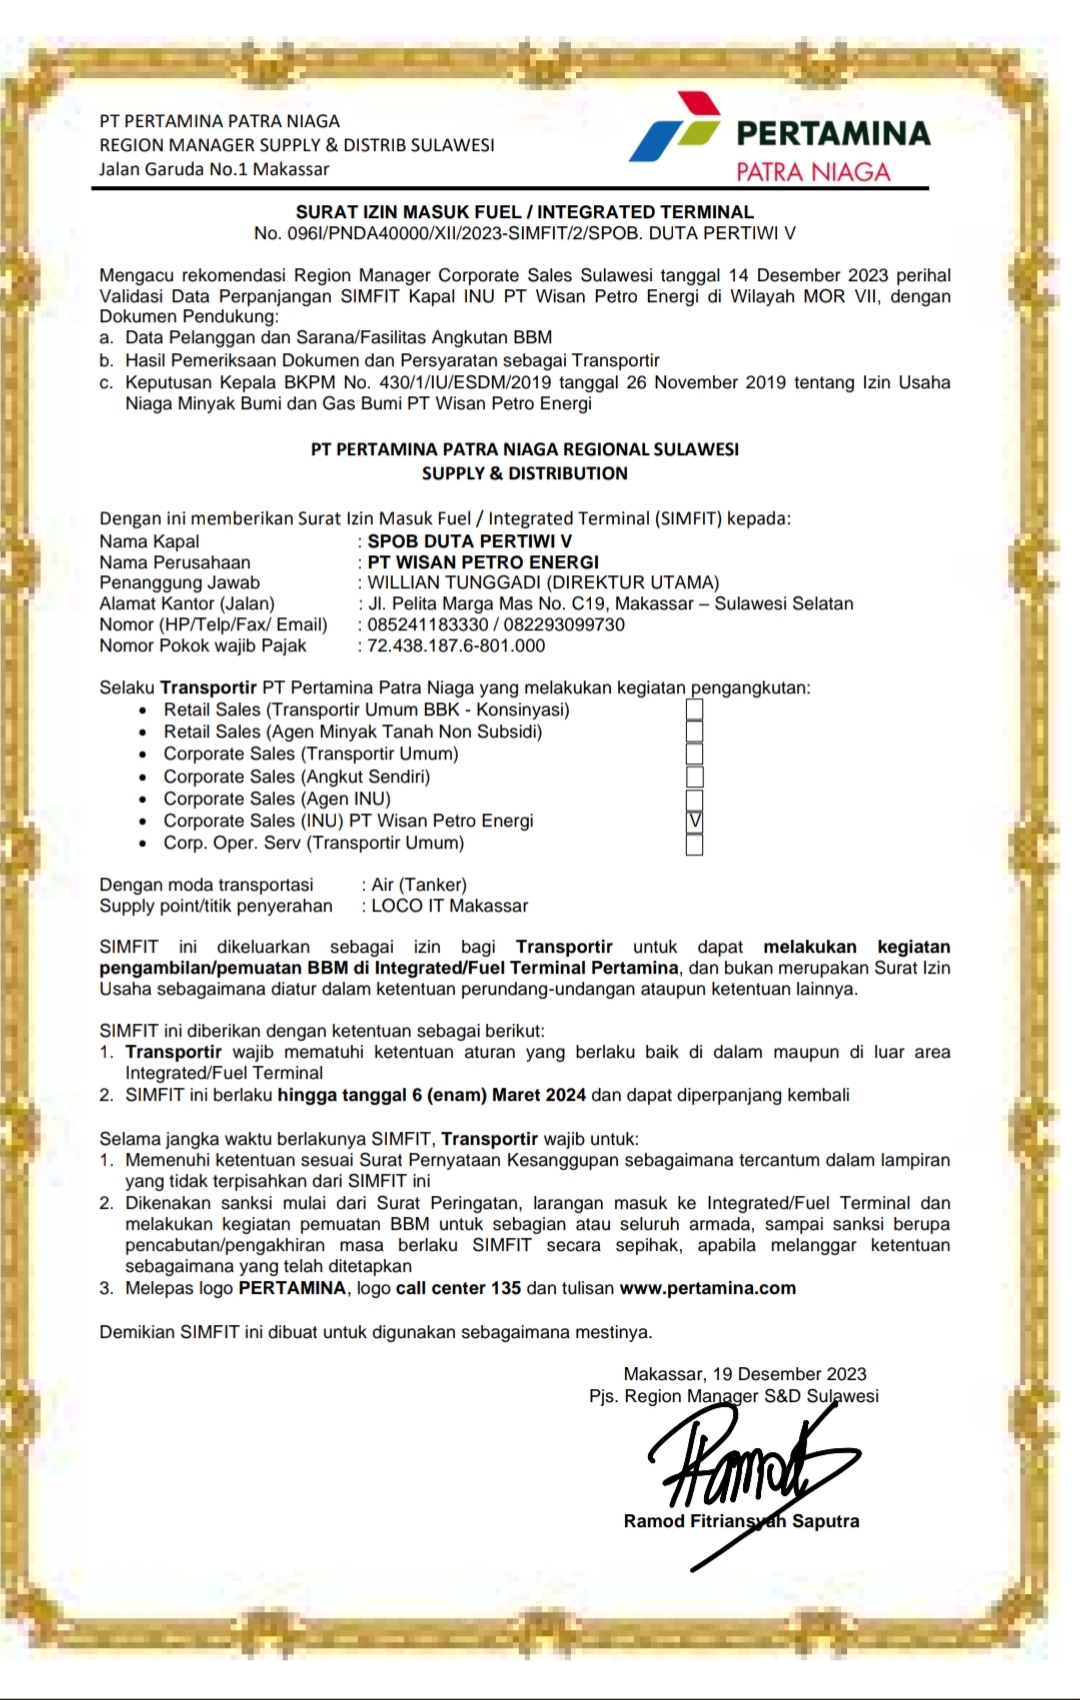 PT PERTAMINA PATRA NIAGA
REGION MANAGER SUPPLY & DISTRIB SULAWESI
Jalan Garuda No.1 Makassar
PERTAMINA
PATRA NIAGA
SURAT IZIN MASUK FUEL / INTEGRATED TERMINAL
No. 096I/PNDA40000/XII/2023-SIMFIT/2/SPOB. DUTA PERTIWI V
Mengacu rekomendasi Region Manager Corporate Sales Sulawesi tanggal 14 Desember 2023 perihal
Validasi Data Perpanjangan SIMFIT Kapal INU PT Wisan Petro Energi di Wilayah MOR VII, dengan
Dokumen Pendukung:
a. Data Pelanggan dan Sarana/Fasilitas Angkutan BBM
b. Hasil Pemeriksaan Dokumen dan Persyaratan sebagai Transportir
c. Keputusan Kepala BKPM No. 430/1/IU/ESDM/2019 tanggal 26 November 2019 tentang Izin Usaha
Niaga Minyak Bumi dan Gas Bumi PT Wisan Petro Energi
PT PERTAMINA PATRA NIAGA REGIONAL SULAWESI
SUPPLY & DISTRIBUTION
Dengan ini memberikan Surat Izin Masuk Fuel / Integrated Terminal (SIMFIT) kepada:
Nama Kapal : SPOB DUTA PERTIWI V
Nama Perusahaan : PT WISAN PETRO ENERGI
Penanggung Jawab : WILLIAN TUNGGADI (DIREKTUR UTAMA)
Alamat Kantor (Jalan) : Jl. Pelita Marga Mas No. C19, Makassar – Sulawesi Selatan
Nomor (HP/Telp/Fax/ Email) : 085241183330 / 082293099730
Nomor Pokok wajib Pajak : 72.438.187.6-801.000
Selaku Transportir PT Pertamina Patra Niaga yang melakukan kegiatan pengangkutan:
• Retail Sales (Transportir Umum BBK - Konsinyasi)
• Retail Sales (Agen Minyak Tanah Non Subsidi)
• Corporate Sales (Transportir Umum)
• Corporate Sales (Angkut Sendiri)
• Corporate Sales (Agen INU)
• Corporate Sales (INU) PT Wisan Petro Energi V
• Corp. Oper. Serv (Transportir Umum)
Dengan moda transportasi : Air (Tanker)
Supply point/titik penyerahan : LOCO IT Makassar
SIMFIT ini dikeluarkan sebagai izin bagi Transportir untuk dapat melakukan kegiatan
pengambilan/pemuatan BBM di Integrated/Fuel Terminal Pertamina, dan bukan merupakan Surat Izin
Usaha sebagaimana diatur dalam ketentuan perundang-undangan ataupun ketentuan lainnya.
SIMFIT ini diberikan dengan ketentuan sebagai berikut:
1. Transportir wajib mematuhi ketentuan aturan yang berlaku baik di dalam maupun di luar area
Integrated/Fuel Terminal
2. SIMFIT ini berlaku hingga tanggal 6 (enam) Maret 2024 dan dapat diperpanjang kembali
Selama jangka waktu berlakunya SIMFIT, Transportir wajib untuk:
1. Memenuhi ketentuan sesuai Surat Pernyataan Kesanggupan sebagaimana tercantum dalam lampiran
yang tidak terpisahkan dari SIMFIT ini
2. Dikenakan sanksi mulai dari Surat Peringatan, larangan masuk ke Integrated/Fuel Terminal dan
melakukan kegiatan pemuatan BBM untuk sebagian atau seluruh armada, sampai sanksi berupa
pencabutan/pengakhiran masa berlaku SIMFIT secara sepihak, apabila melanggar ketentuan
sebagaimana yang telah ditetapkan
3. Melepas logo PERTAMINA, logo call center 135 dan tulisan www.pertamina.com
Demikian SIMFIT ini dibuat untuk digunakan sebagaimana mestinya.
Makassar, 19 Desember 2023
Pjs. Region Manager S&D Sulawesi
Ramod
Ramod Fitriansyah Saputra